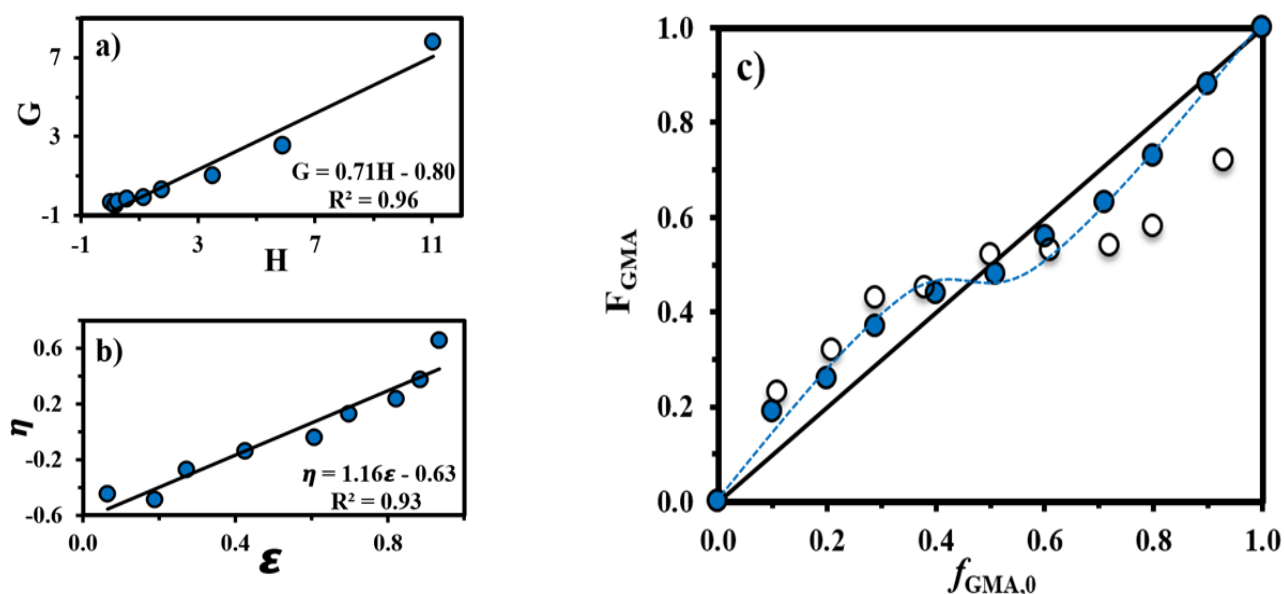 a)
G
7
3
-1
G = 0.71H - 0.80
R² = 0.96
-1
3
7
11
H
b)
η
0.6
0.2
-0.2
-0.6
η = 1.16ε - 0.63
R² = 0.93
0.0
0.4
0.8
ε
c)
F_GMA
1.0
0.8
0.6
0.4
0.2
0.0
0.0
0.2
0.4
0.6
0.8
1.0
f_GMA,0